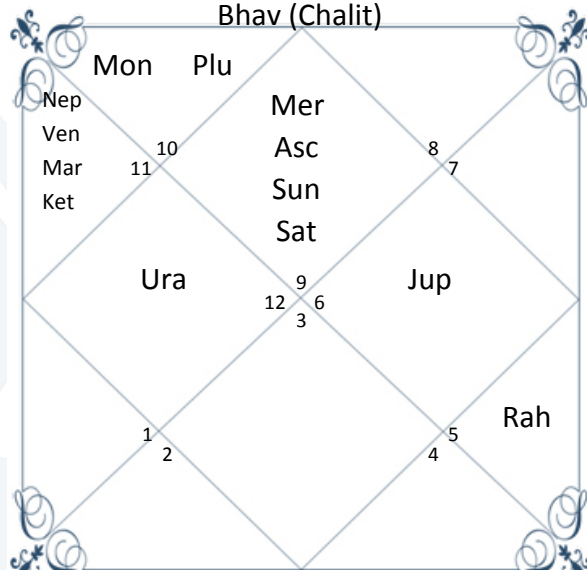 Bhav (Chalit)
Mon Plu
Nep
Ven
Mar
Ket
Mer
Asc
Sun
Sat
10
11
8
7
Ura
Jup
9
12 6
3
Rah
1
2
5
4